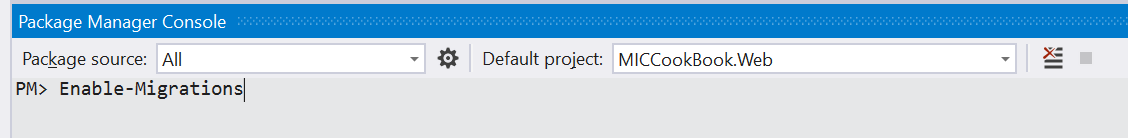 Package Manager Console
Package source: All Default project: MICCookBook.Web
PM> Enable-Migrations